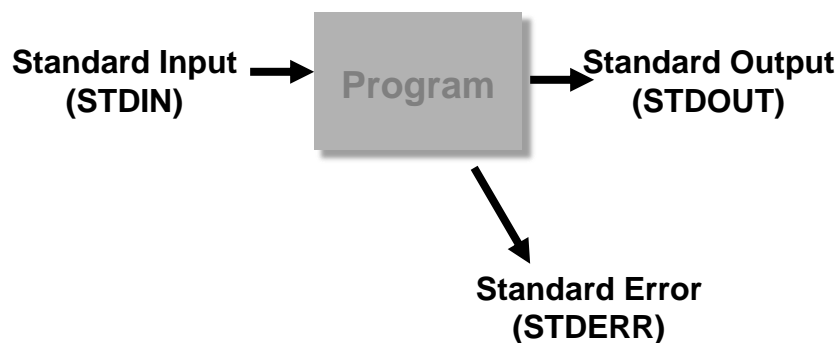 Standard Input
(STDIN)
Program
Standard Output
(STDOUT)
Standard Error
(STDERR)